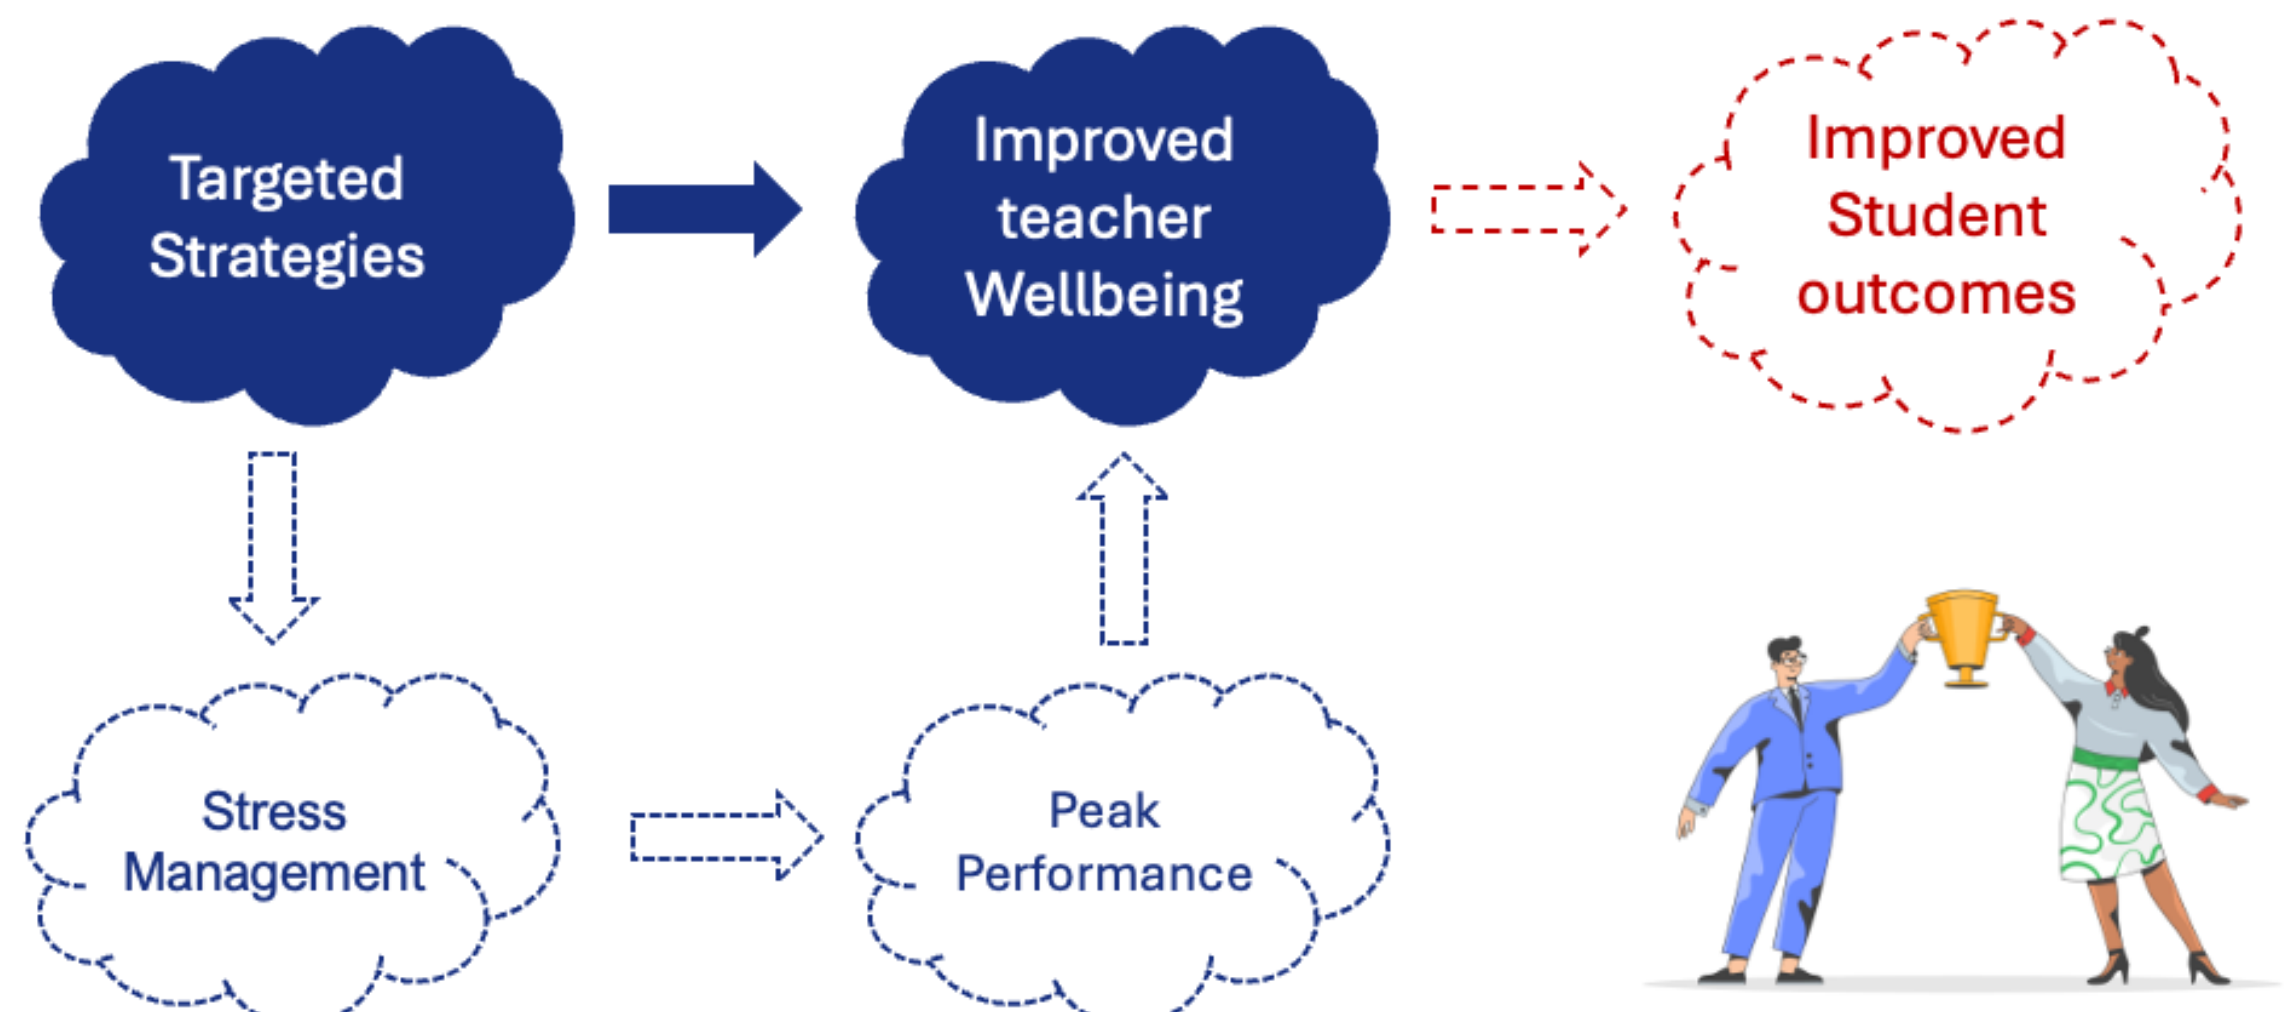 Targeted
Strategies
Improved
teacher
Wellbeing
Improved
Student
outcomes
Stress
Management
Peak
Performance